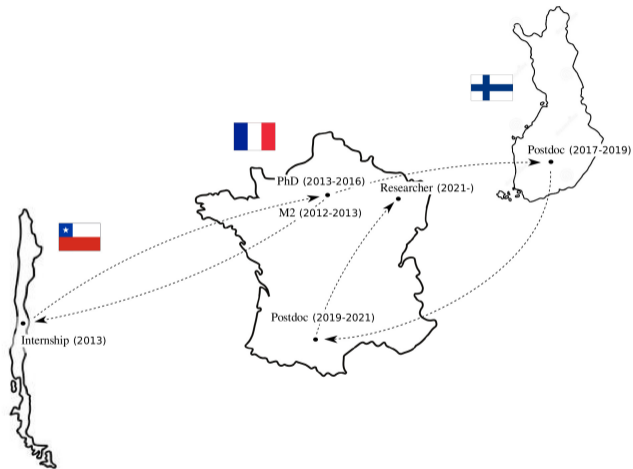 Postdoc (2017-2019)
PhD (2013-2016)
Researcher (2021-)
M2 (2012-2013)
Postdoc (2019-2021)
Internship (2013)